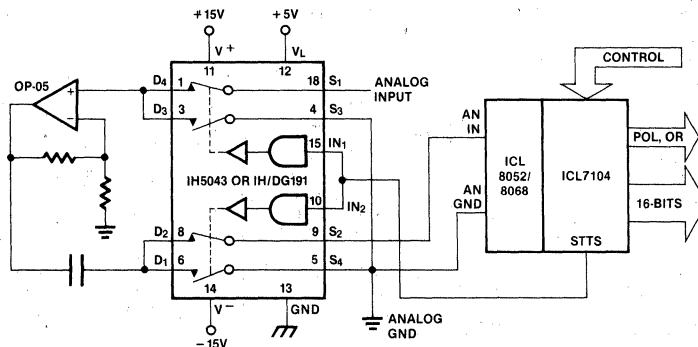 +15V
+5V
CONTROL
V+
VL
11
12
OP-05
D4
1
18
S1
ANALOG
INPUT
+
−
D3
3
4
S3
AN
IN
15
IN1
POL, OR
ICL
8052/
8068
ICL7104
IH5043 OR IH/DG191
10
IN2
AN
GND
16-BITS
D2
8
9
S2
D1
6
5
S4
STTS
14
13
V−
GND
ANALOG
GND
−15V